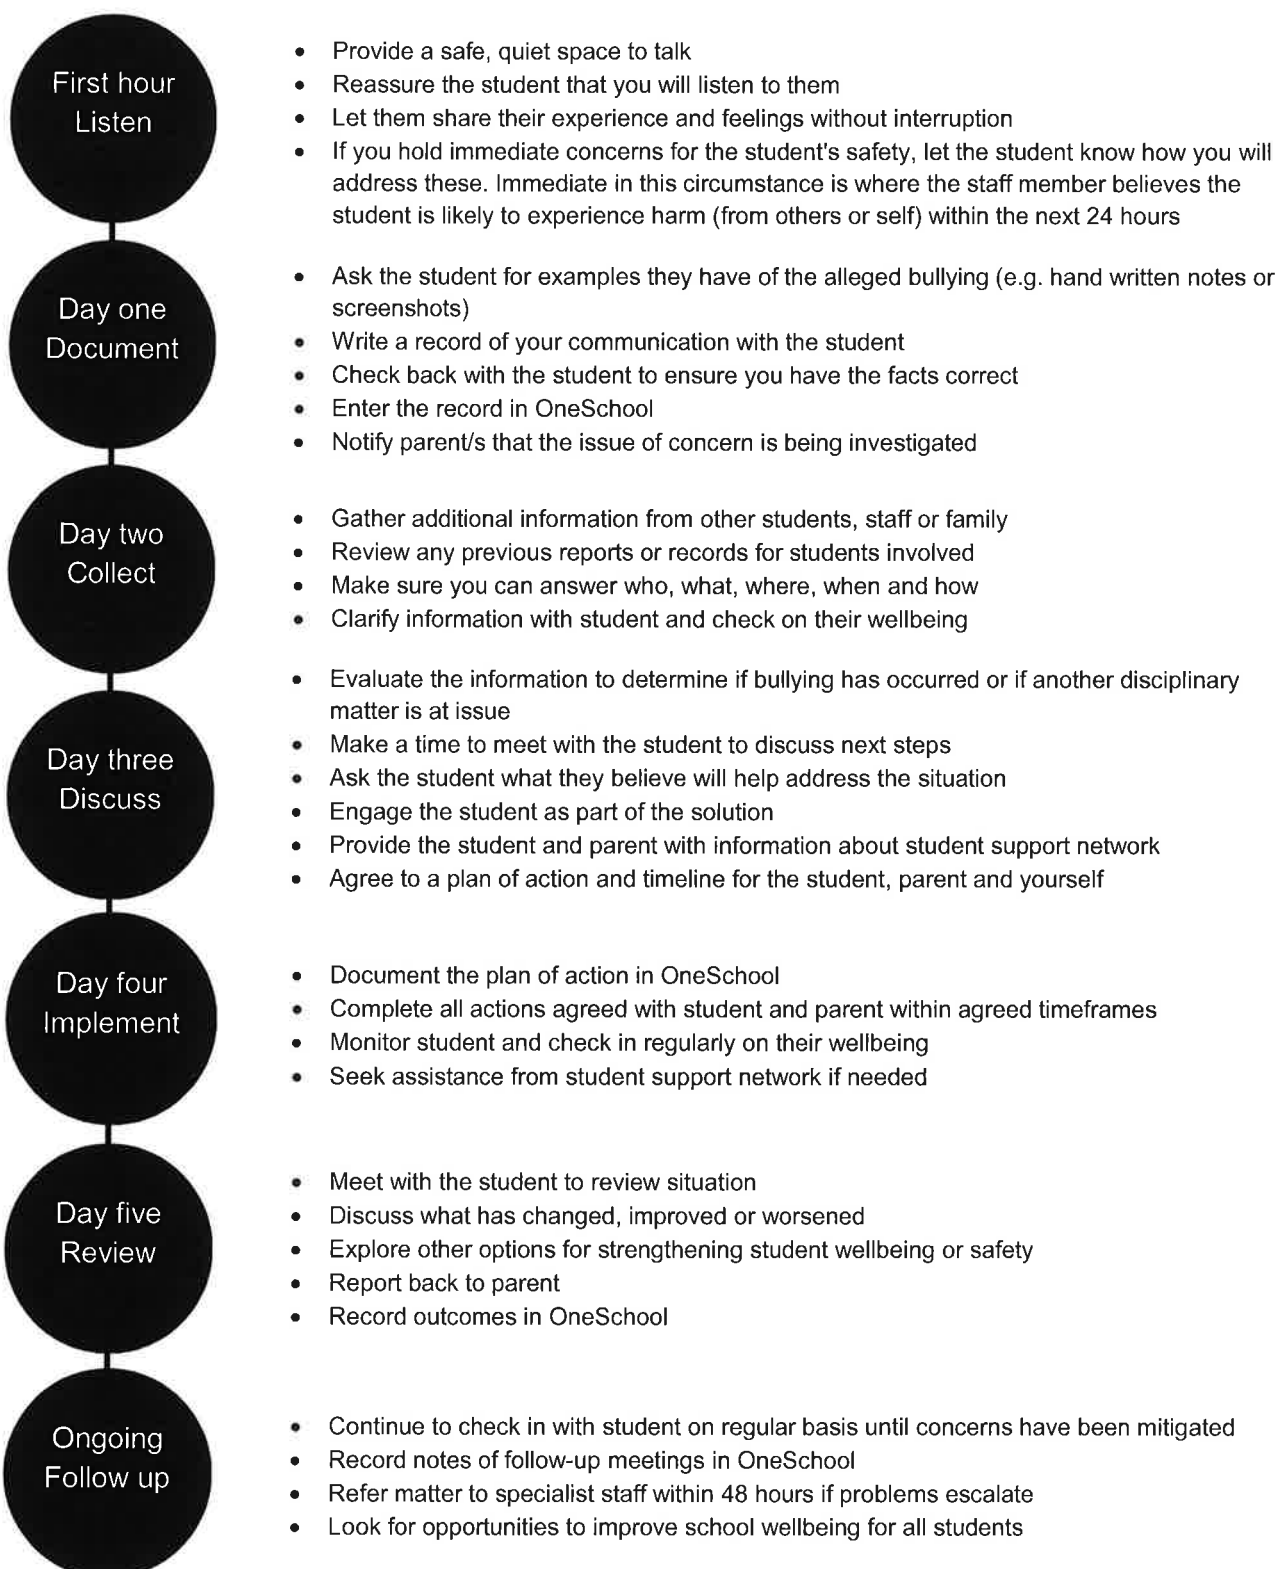 First hour
Listen
• Provide a safe, quiet space to talk
• Reassure the student that you will listen to them
• Let them share their experience and feelings without interruption
• If you hold immediate concerns for the student's safety, let the student know how you will
address these. Immediate in this circumstance is where the staff member believes the
student is likely to experience harm (from others or self) within the next 24 hours
Day one
Document
• Ask the student for examples they have of the alleged bullying (e.g. hand written notes or
screenshots)
• Write a record of your communication with the student
• Check back with the student to ensure you have the facts correct
• Enter the record in OneSchool
• Notify parent/s that the issue of concern is being investigated
Day two
Collect
• Gather additional information from other students, staff or family
• Review any previous reports or records for students involved
• Make sure you can answer who, what, where, when and how
• Clarify information with student and check on their wellbeing
Day three
Discuss
• Evaluate the information to determine if bullying has occurred or if another disciplinary
matter is at issue
• Make a time to meet with the student to discuss next steps
• Ask the student what they believe will help address the situation
• Engage the student as part of the solution
• Provide the student and parent with information about student support network
• Agree to a plan of action and timeline for the student, parent and yourself
Day four
Implement
• Document the plan of action in OneSchool
• Complete all actions agreed with student and parent within agreed timeframes
• Monitor student and check in regularly on their wellbeing
• Seek assistance from student support network if needed
Day five
Review
• Meet with the student to review situation
• Discuss what has changed, improved or worsened
• Explore other options for strengthening student wellbeing or safety
• Report back to parent
• Record outcomes in OneSchool
Ongoing
Follow up
• Continue to check in with student on regular basis until concerns have been mitigated
• Record notes of follow-up meetings in OneSchool
• Refer matter to specialist staff within 48 hours if problems escalate
• Look for opportunities to improve school wellbeing for all students